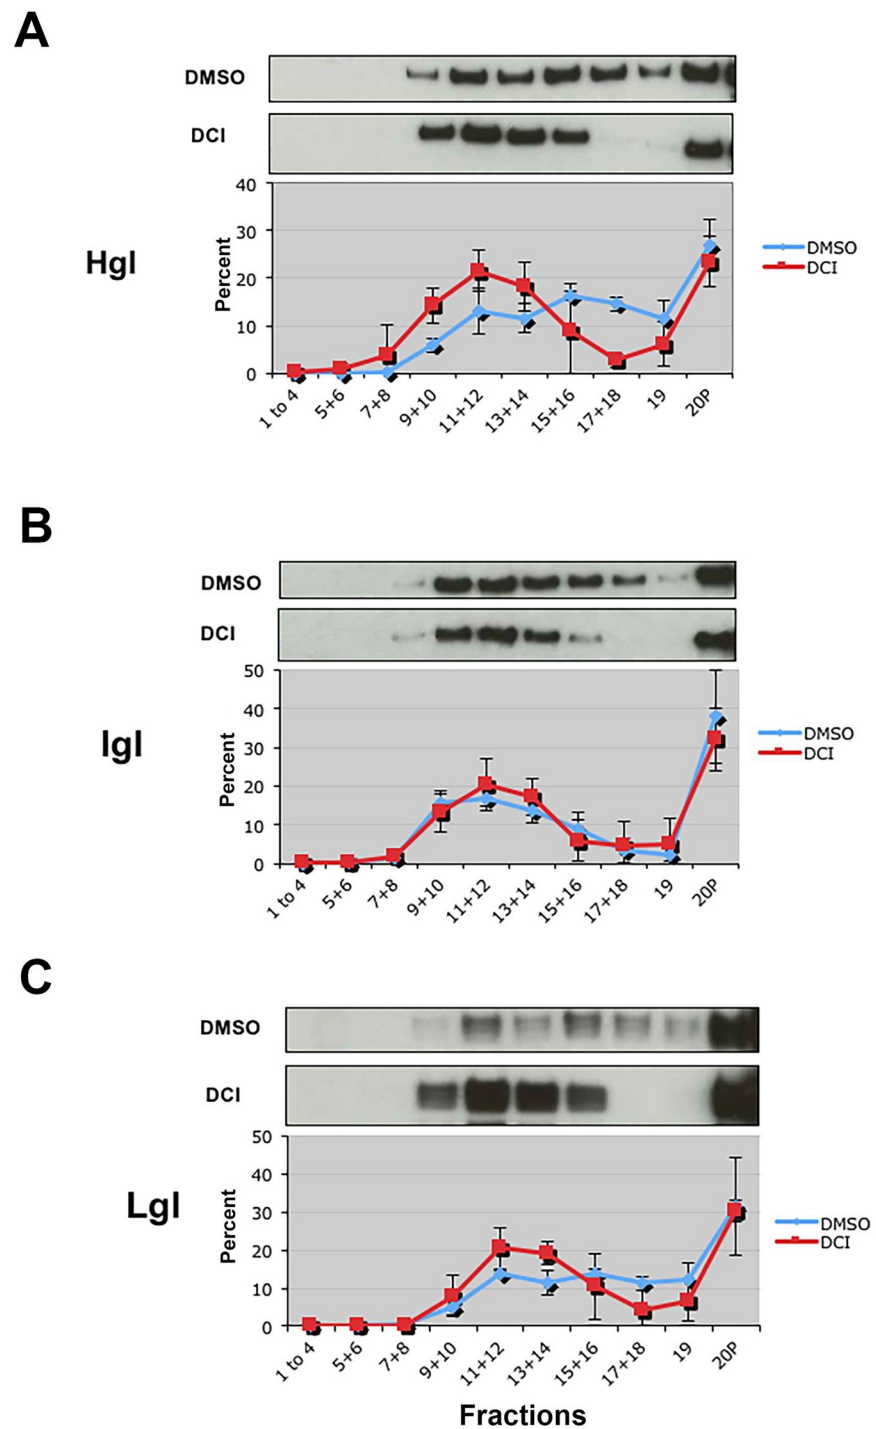 A
DMSO
DCI
Hgl
Percent
40
30
20
10
0
1 to 4
5+6
7+8
9+10
11+12
13+14
15+16
17+18
19
20P
DMSO
DCI
B
DMSO
DCI
Igl
Percent
50
40
30
20
10
0
1 to 4
5+6
7+8
9+10
11+12
13+14
15+16
17+18
19
20P
DMSO
DCI
C
DMSO
DCI
Lgl
Percent
50
40
30
20
10
0
1 to 4
5+6
7+8
9+10
11+12
13+14
15+16
17+18
19
20P
DMSO
DCI
Fractions